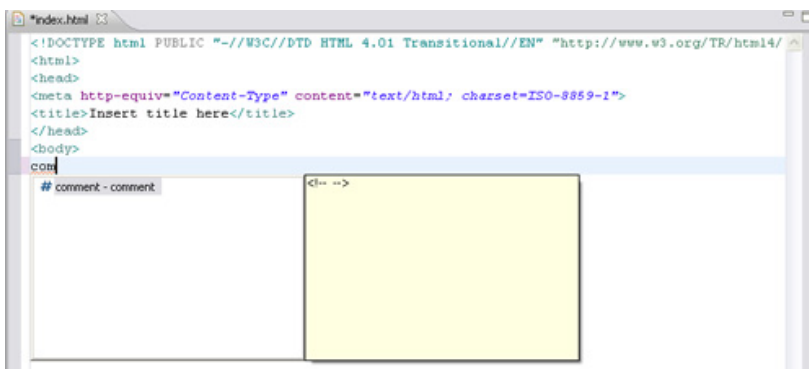 *index.html
<!DOCTYPE html PUBLIC "-//W3C//DTD HTML 4.01 Transitional//EN" "http://www.w3.org/TR/html4/
<html>
<head>
<meta http-equiv="Content-Type" content="text/html; charset=ISO-8859-1">
<title>Insert title here</title>
</head>
<body>
com
# comment - comment
<!-- -->